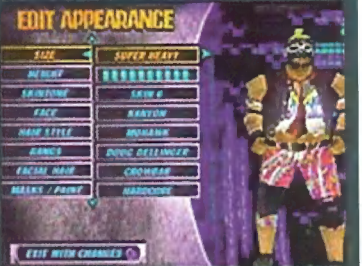 EDIT APPEARANCE
SIZE SUPER HEAVY
HEIGHT
SKINTONE SKIN 6
FACE KANYON
HAIR STYLE MOHAWK
BANGS DOUG DELLINGER
FACIAL HAIR CROWBAR
MASKS / PAINT HARDCORE
EXIT WITH CHANGES